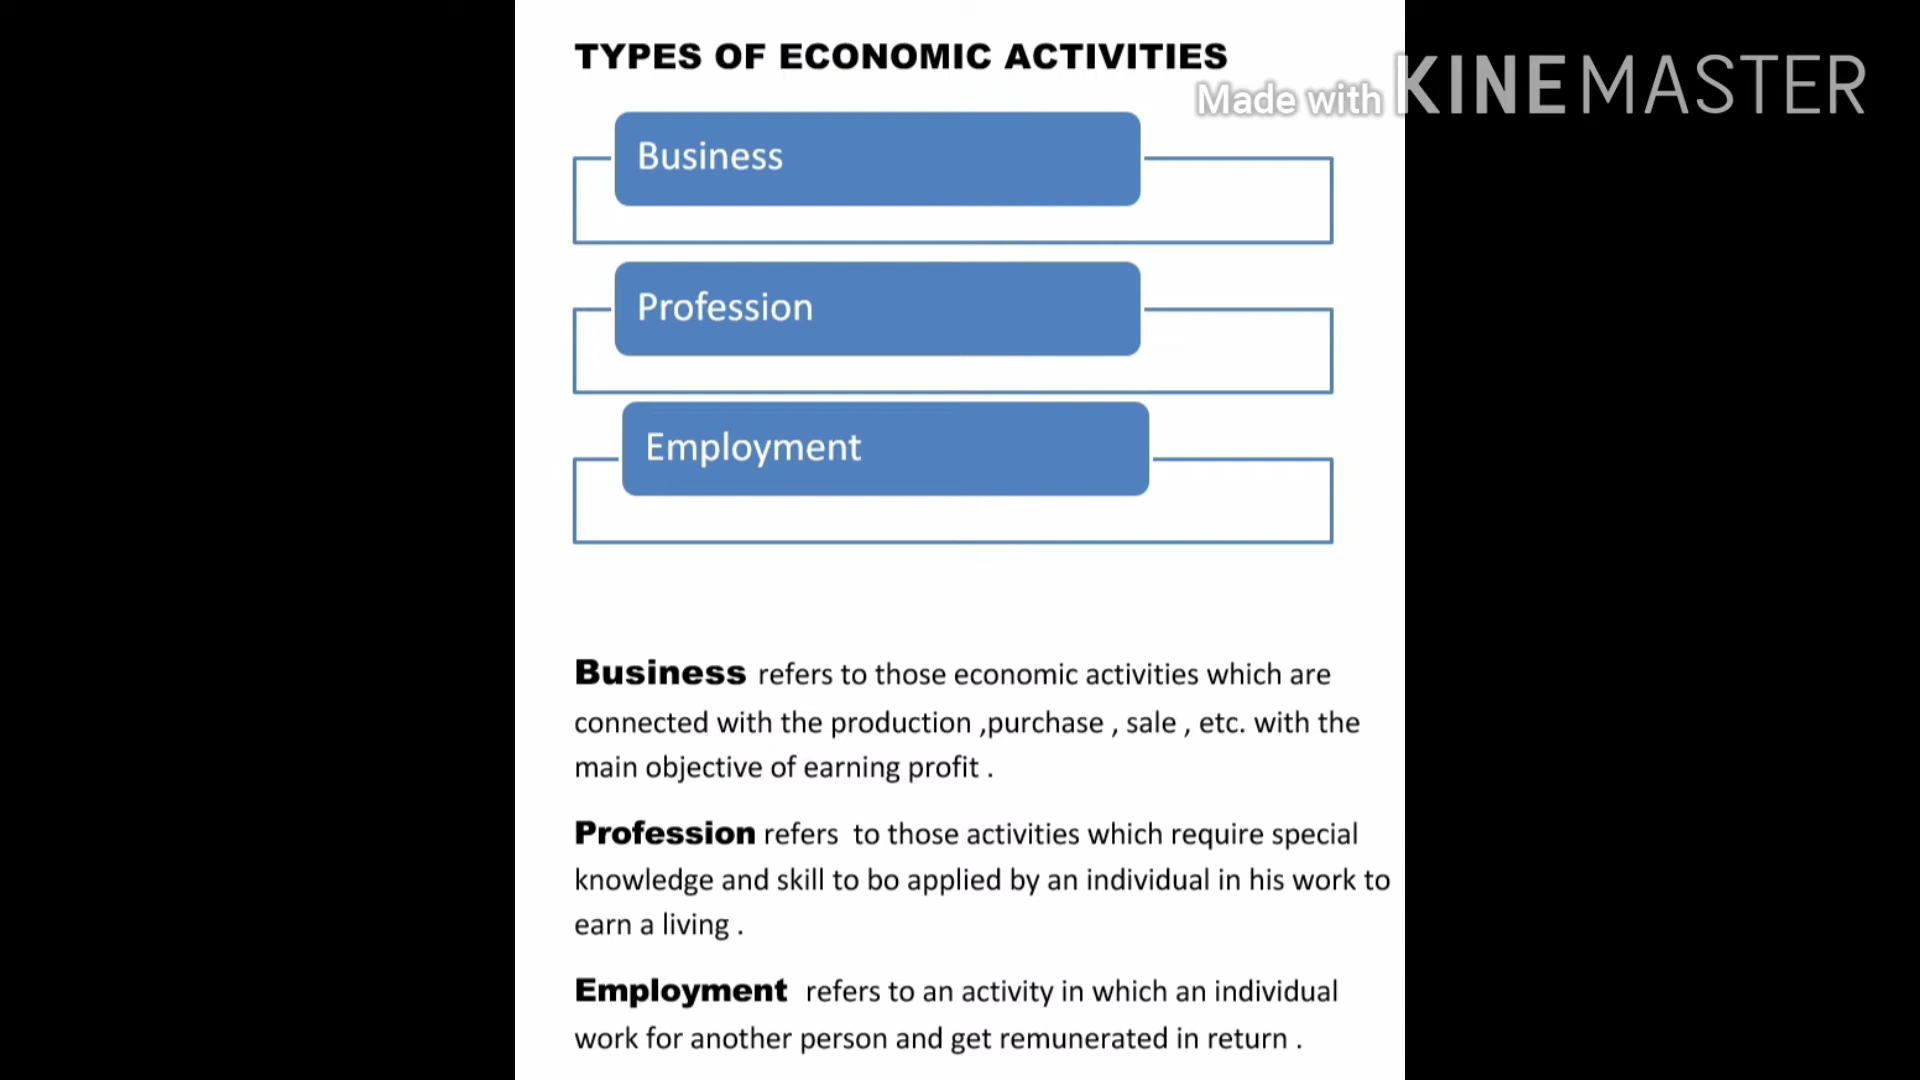 TYPES OF ECONOMIC ACTIVITIES
Made with KINEMASTER
Business
Profession
Employment
Business refers to those economic activities which are
connected with the production ,purchase , sale , etc. with the
main objective of earning profit .
Profession refers to those activities which require special
knowledge and skill to bo applied by an individual in his work to
earn a living .
Employment refers to an activity in which an individual
work for another person and get remunerated in return .